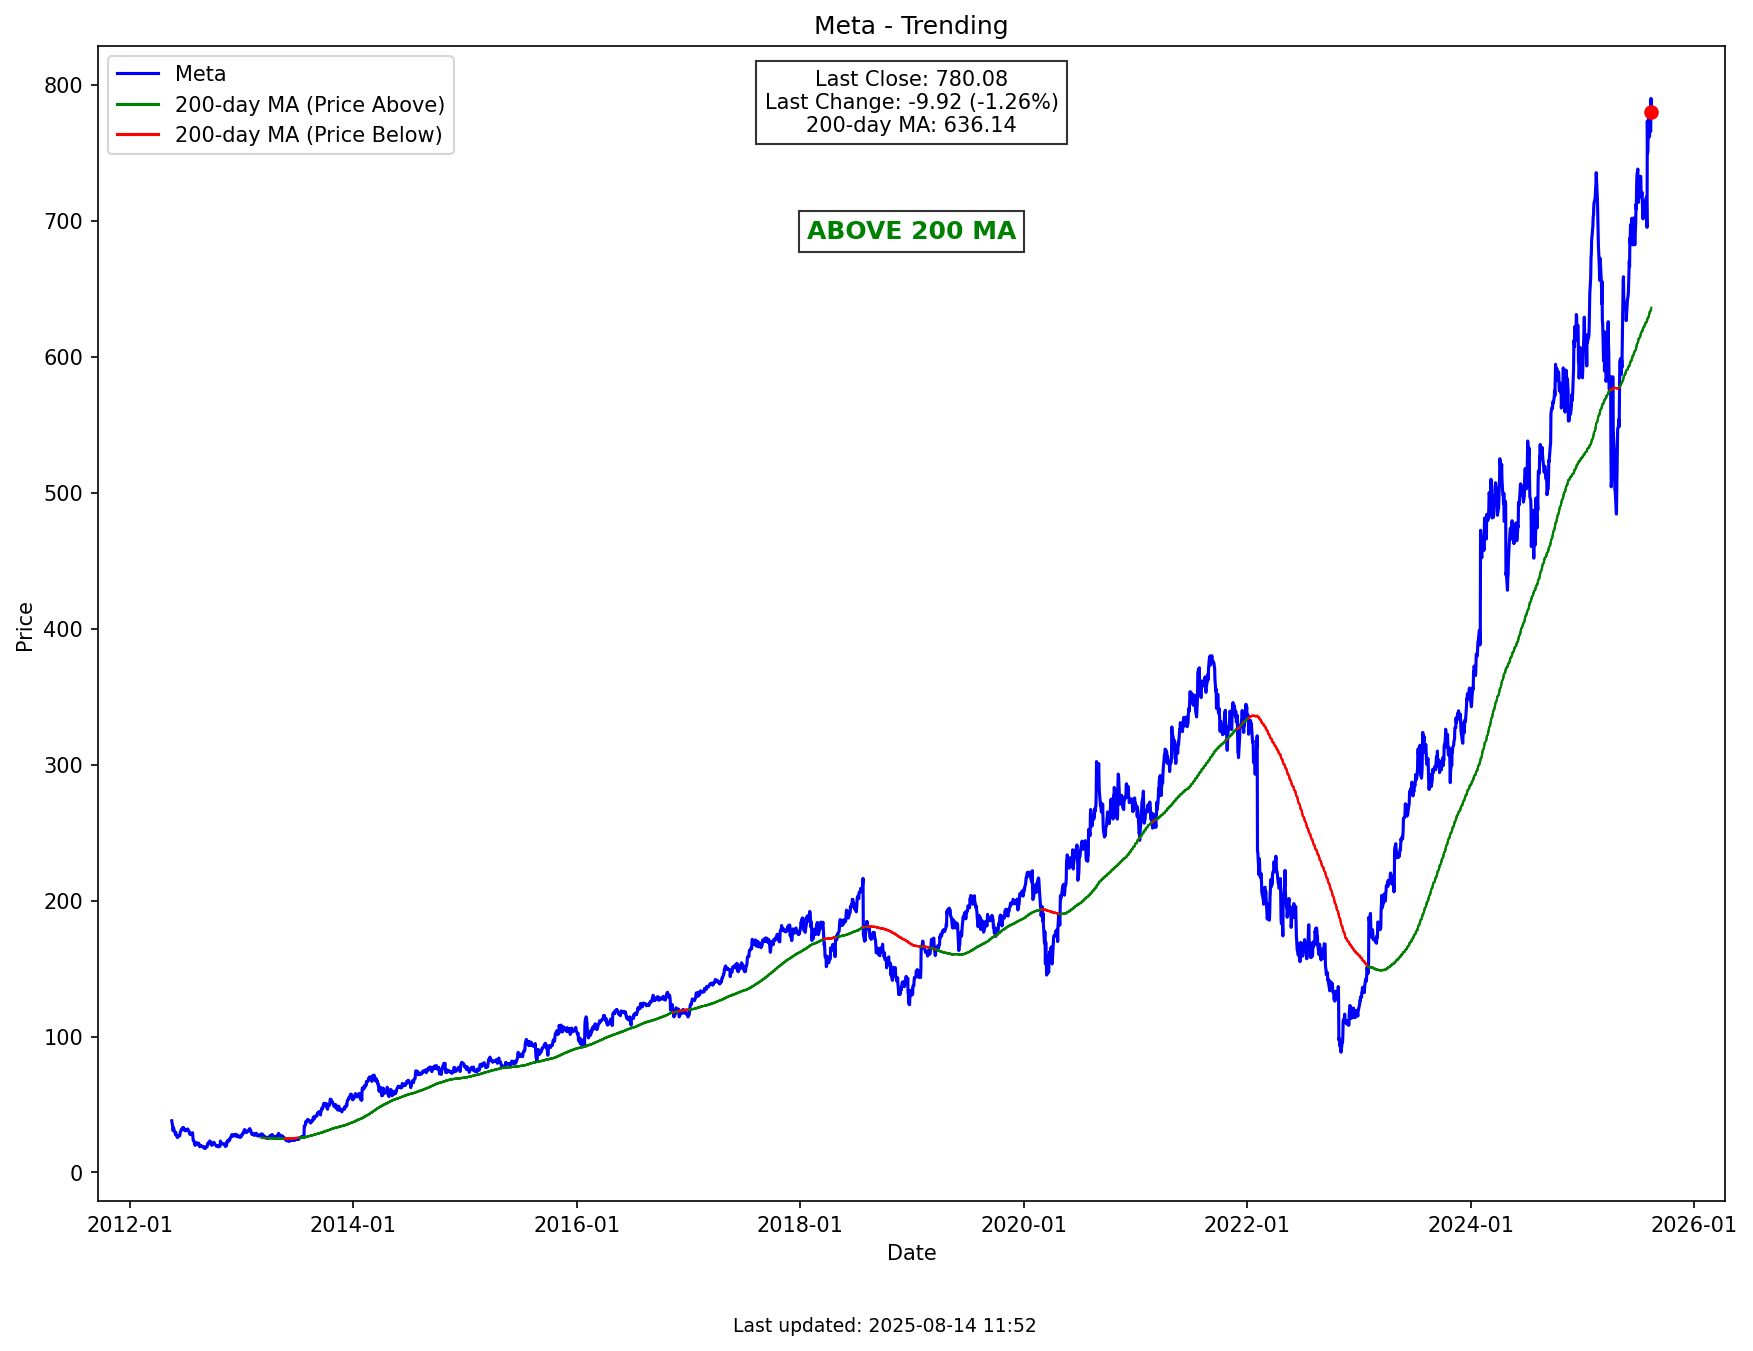 Meta - Trending
Meta
200-day MA (Price Above)
200-day MA (Price Below)
Last Close: 780.08
Last Change: -9.92 (-1.26%)
200-day MA: 636.14
ABOVE 200 MA
Price
800
700
600
500
400
300
200
100
0
2012-01
2014-01
2016-01
2018-01
2020-01
2022-01
2024-01
2026-01
Date
Last updated: 2025-08-14 11:52